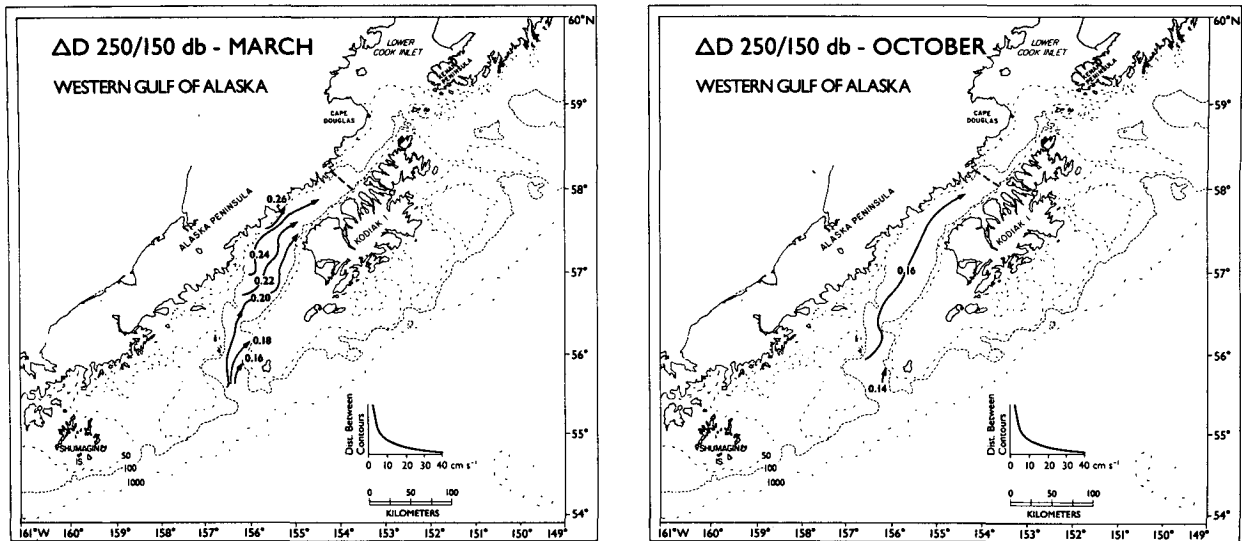 ΔD 250/150 db - MARCH
WESTERN GULF OF ALASKA
LOWER
COOK INLET
KENAI
PENINSULA
CAPE
DOUGLAS
ALASKA PENINSULA
KODIAK
0.26
0.24
0.22
0.20
0.18
0.16
SHUMAGIN
IS
50
100
1000
Dist. Between
Contours
0 10 20 30 40 cm s⁻¹
0 50 100
KILOMETERS
60°N
59°
58°
57°
56°
55°
54°
161°W 160° 159° 158° 157° 156° 155° 154° 153° 152° 151° 150° 149°
ΔD 250/150 db - OCTOBER
WESTERN GULF OF ALASKA
LOWER
COOK INLET
KENAI
PENINSULA
CAPE
DOUGLAS
ALASKA PENINSULA
KODIAK
0.16
0.14
SHUMAGIN
IS
50
100
1000
Dist. Between
Contours
0 10 20 30 40 cm s⁻¹
0 50 100
KILOMETERS
60°N
59°
58°
57°
56°
55°
54°
161°W 160° 159° 158° 157° 156° 155° 154° 153° 152° 151° 150° 149°